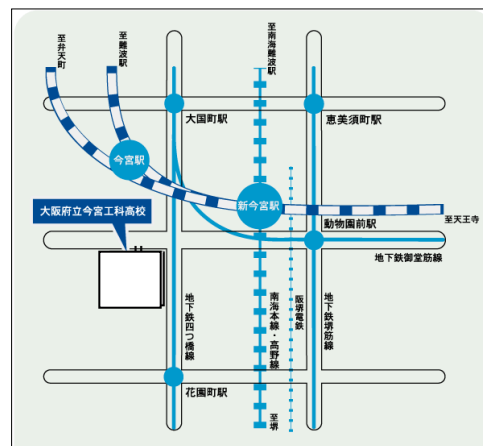 至弁天町
至難波駅
至南海難波駅
大国町駅
恵美須町駅
今宮駅
新今宮駅
大阪府立今宮工科高校
動物園前駅
至天王寺
地下鉄御堂筋線
地下鉄四つ橋線
南海本線・高野線
阪堺電鉄
地下鉄堺筋線
花園町駅
至堺